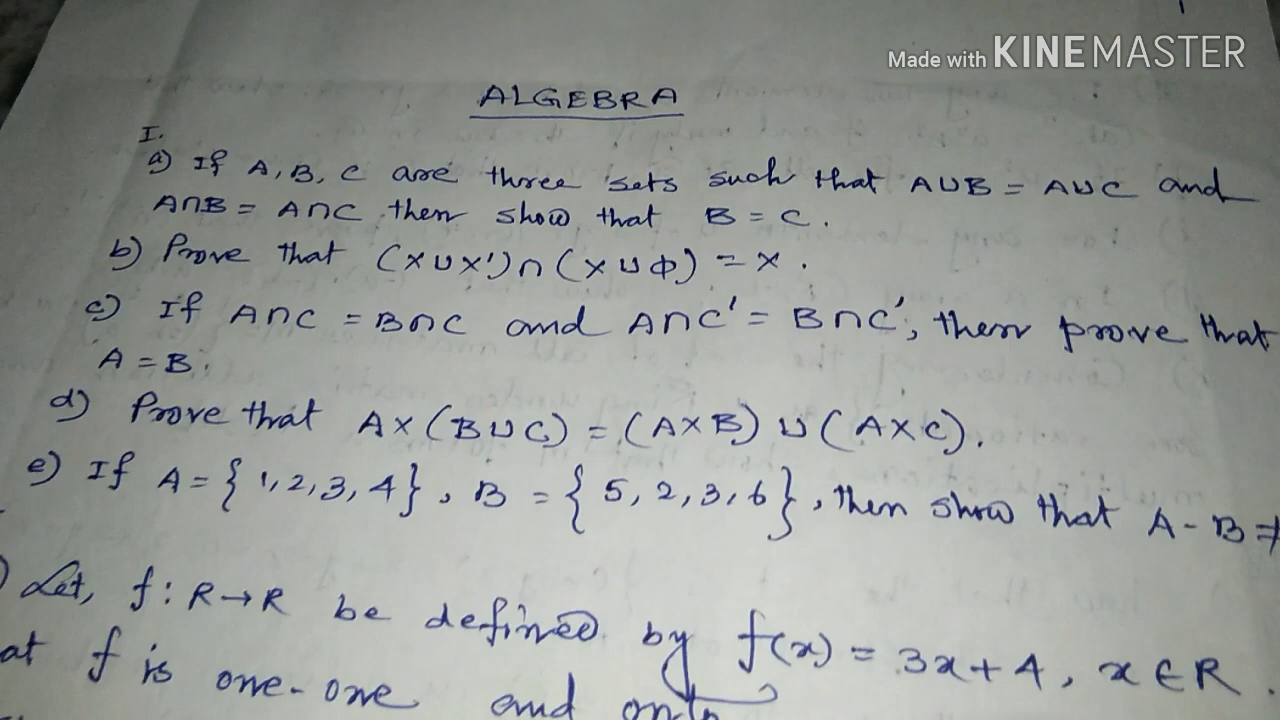 Made with KINEMASTER
ALGEBRA
I.
a) If A, B, C are three sets such that A∪B = A∪C and
A∩B = A∩C then show that B = C.
b) Prove that (X∪X')∩(X∪Φ) = X.
c) If A∩C = B∩C and A∩C' = B∩C', then prove that
A = B.
d) Prove that A×(B∪C) = (A×B)∪(A×C).
e) If A = {1,2,3,4}, B = {5,2,3,6}, then show that A-B≠
) Let, f: R→R be defined by f(x) = 3x+4, x∈R.
at f is one-one and onto